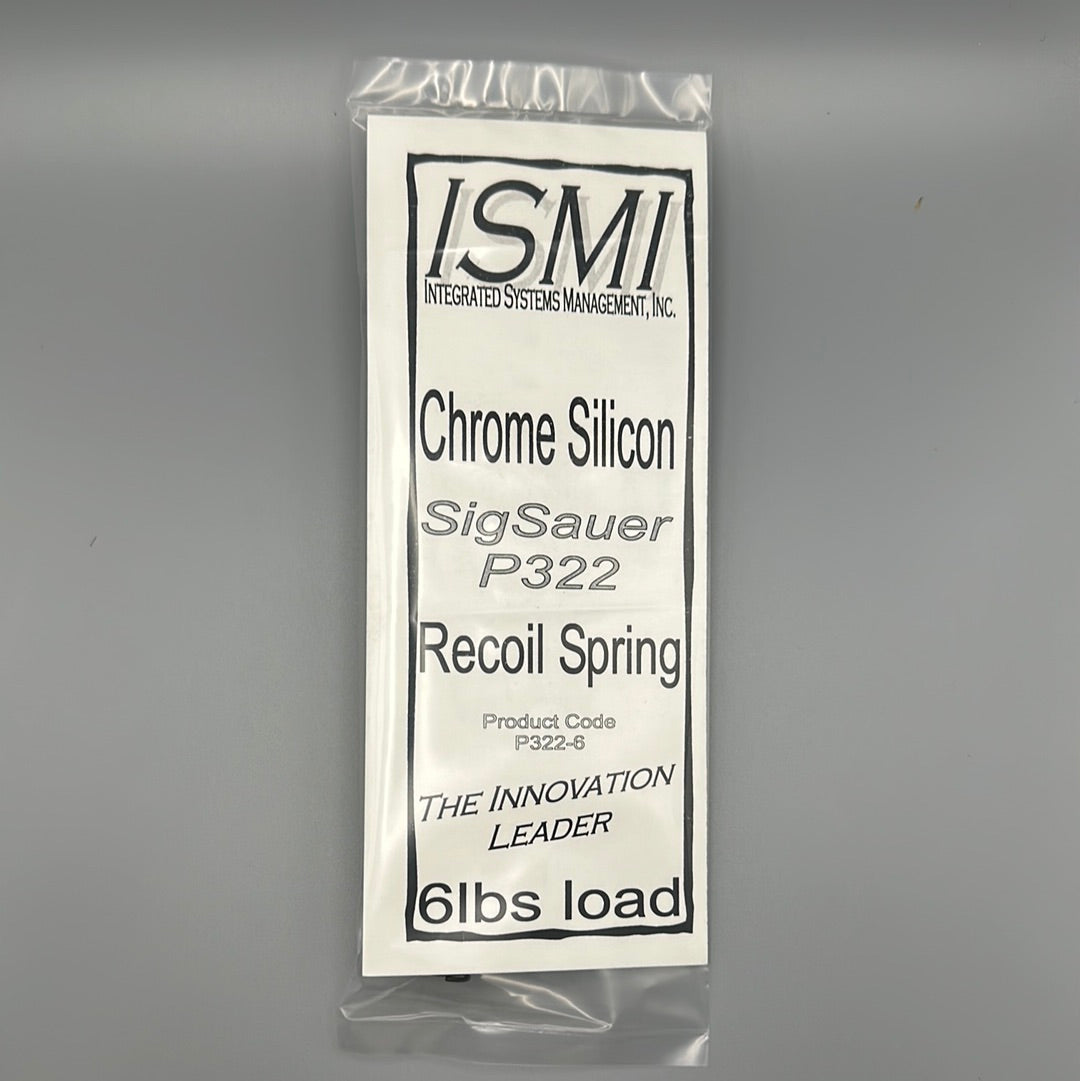 ISMI
INTEGRATED SYSTEMS MANAGEMENT, INC.
Chrome Silicon
SigSauer
P322
Recoil Spring
Product Code
P322-6
THE INNOVATION
LEADER
6lbs load